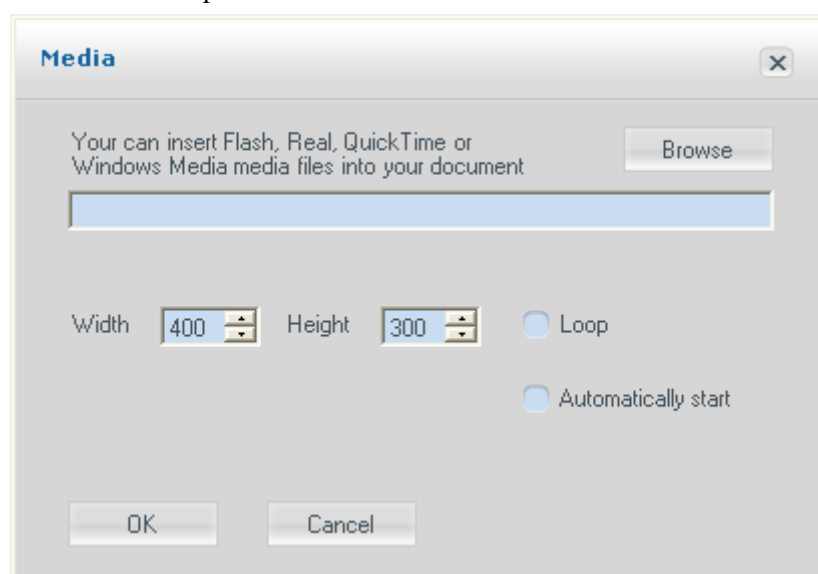 Media
Your can insert Flash, Real, QuickTime or
Windows Media media files into your document
Browse
Width 400 Height 300 Loop
Automatically start
OK Cancel